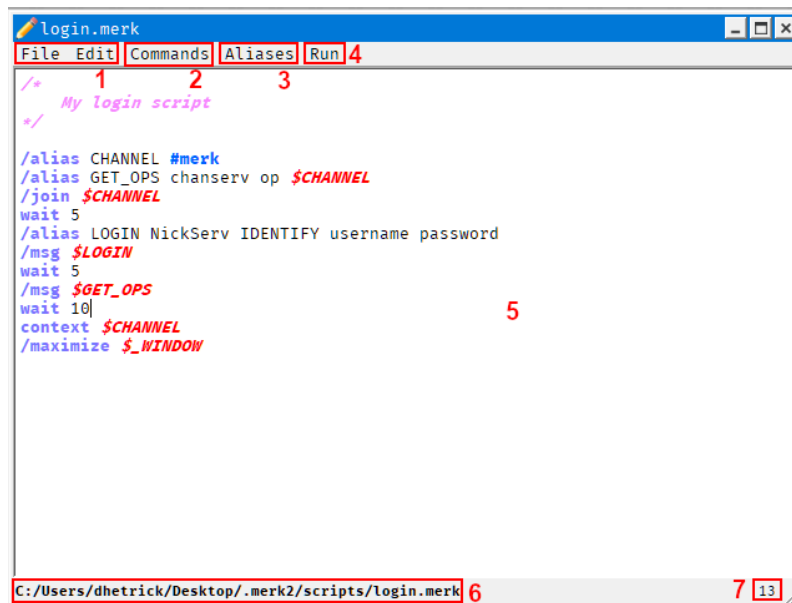 login.merk
File Edit Commands Aliases Run 4
1 2 3
/*
My login script
*/
/alias CHANNEL #merk
/alias GET_OPS chanserv op $CHANNEL
/join $CHANNEL
wait 5
/alias LOGIN NickServ IDENTIFY username password
/msg $LOGIN
wait 5
/msg $GET_OPS
wait 10
5
context $CHANNEL
/maximize $_WINDOW
C:/Users/dhetrick/Desktop/.merk2/scripts/login.merk 6 7 13